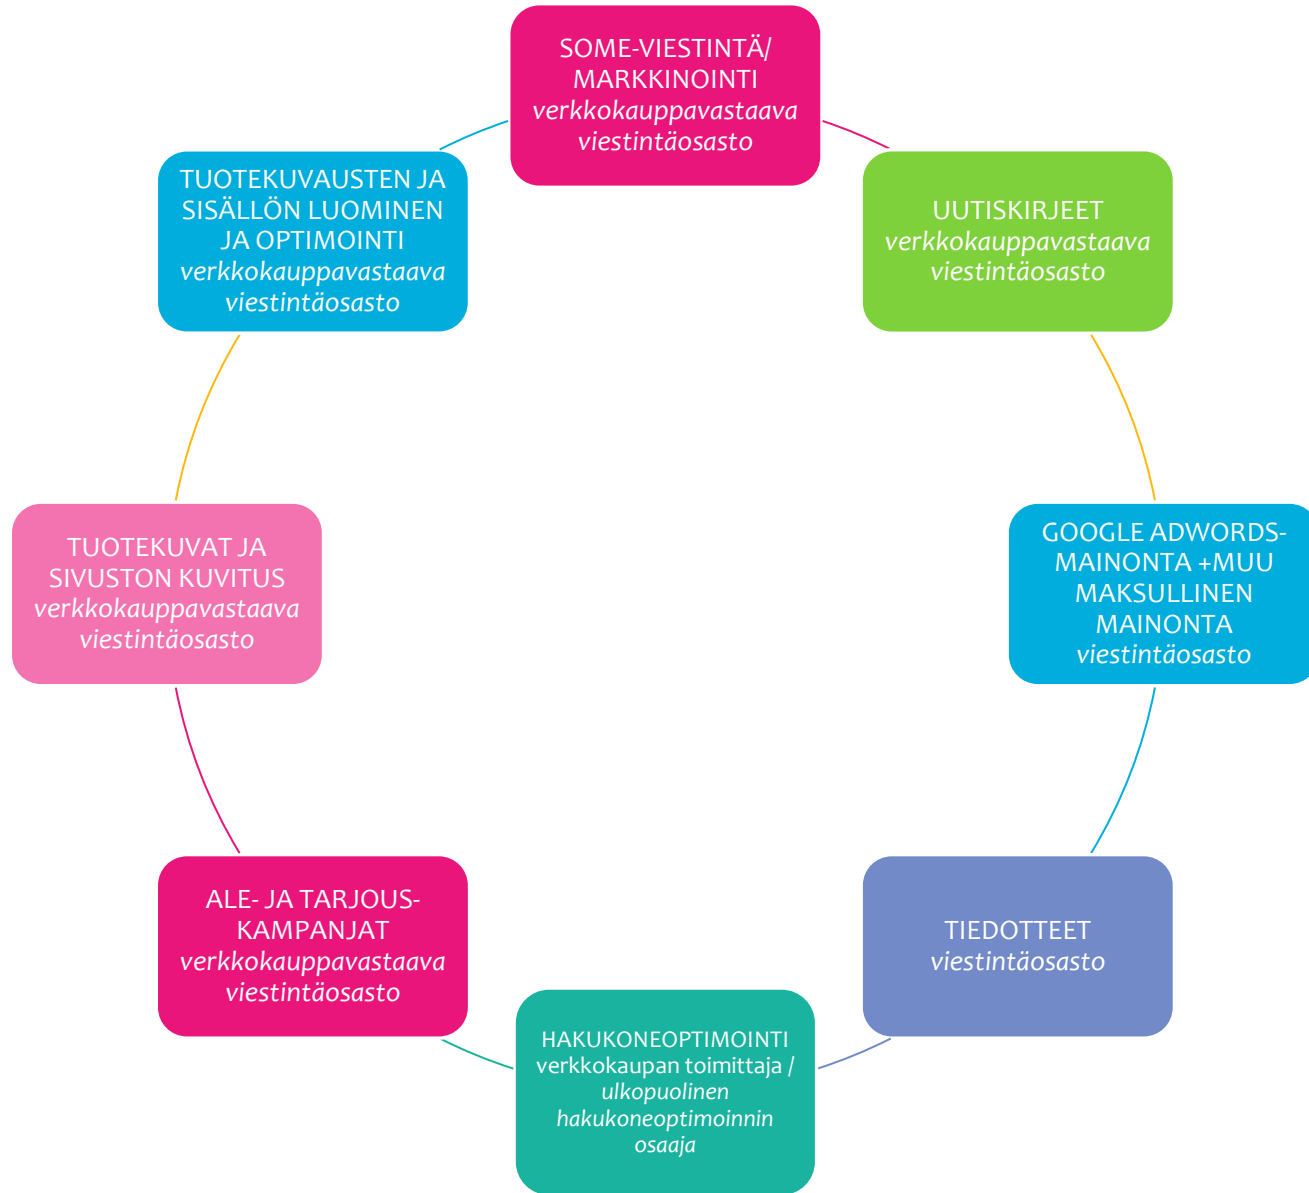 SOME-VIESTINTÄ/
MARKKINOINTI
verkkokauppavastaava
viestintäosasto
UUTISKIRJEET
verkkokauppavastaava
viestintäosasto
GOOGLE ADWORDS-
MAINONTA +MUU
MAKSULLINEN
MAINONTA
viestintäosasto
TIEDOTTEET
viestintäosasto
HAKUKONEOPTIMOINTI
verkkokaupan toimittaja /
ulkopuolinen
hakukoneoptimoinnin
osaaja
ALE- JA TARJOUS-
KAMPANJAT
verkkokauppavastaava
viestintäosasto
TUOTEKUVAT JA
SIVUSTON KUVITUS
verkkokauppavastaava
viestintäosasto
TUOTEKUVAUSTEN JA
SISÄLLÖN LUOMINEN
JA OPTIMOINTI
verkkokauppavastaava
viestintäosasto